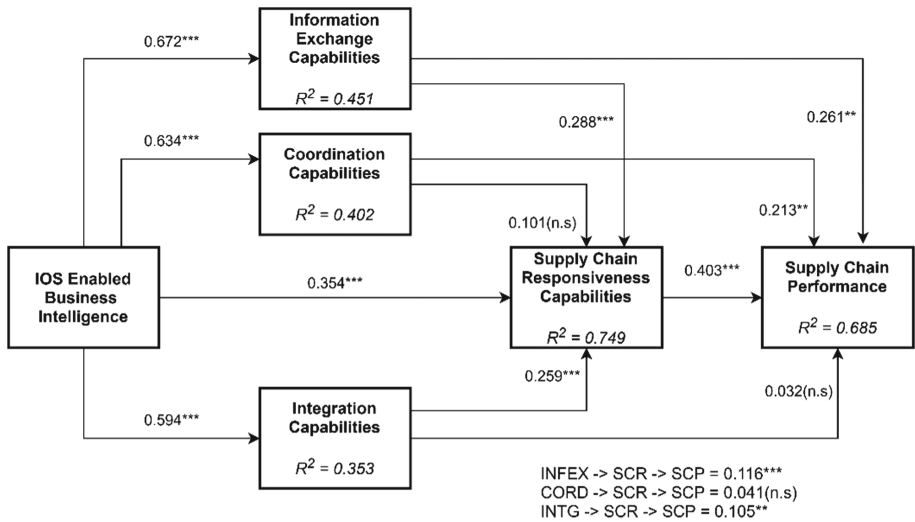 Information
Exchange
Capabilities
R² = 0.451
0.672***
0.288***
0.261**
Coordination
Capabilities
R² = 0.402
0.634***
0.101(n.s)
0.213**
IOS Enabled
Business
Intelligence
0.354***
Supply Chain
Responsiveness
Capabilities
R² = 0.749
0.403***
Supply Chain
Performance
R² = 0.685
0.594***
Integration
Capabilities
R² = 0.353
0.259***
0.032(n.s)
INFEX -> SCR -> SCP = 0.116***
CORD -> SCR -> SCP = 0.041(n.s)
INTG -> SCR -> SCP = 0.105**